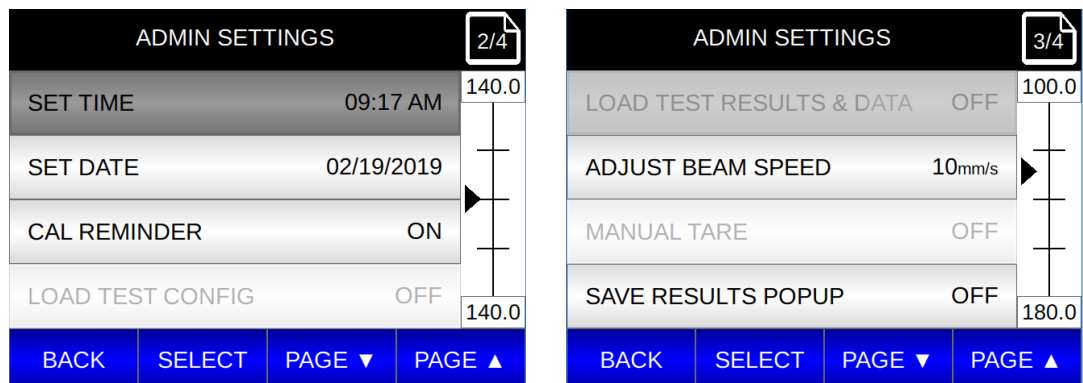 ADMIN SETTINGS 2/4
SET TIME 09:17 AM 140.0
SET DATE 02/19/2019
CAL REMINDER ON
LOAD TEST CONFIG OFF 140.0
BACK SELECT PAGE ▼ PAGE ▲
ADMIN SETTINGS 3/4
LOAD TEST RESULTS & DATA OFF 100.0
ADJUST BEAM SPEED 10mm/s
MANUAL TARE OFF
SAVE RESULTS POPUP OFF 180.0
BACK SELECT PAGE ▼ PAGE ▲